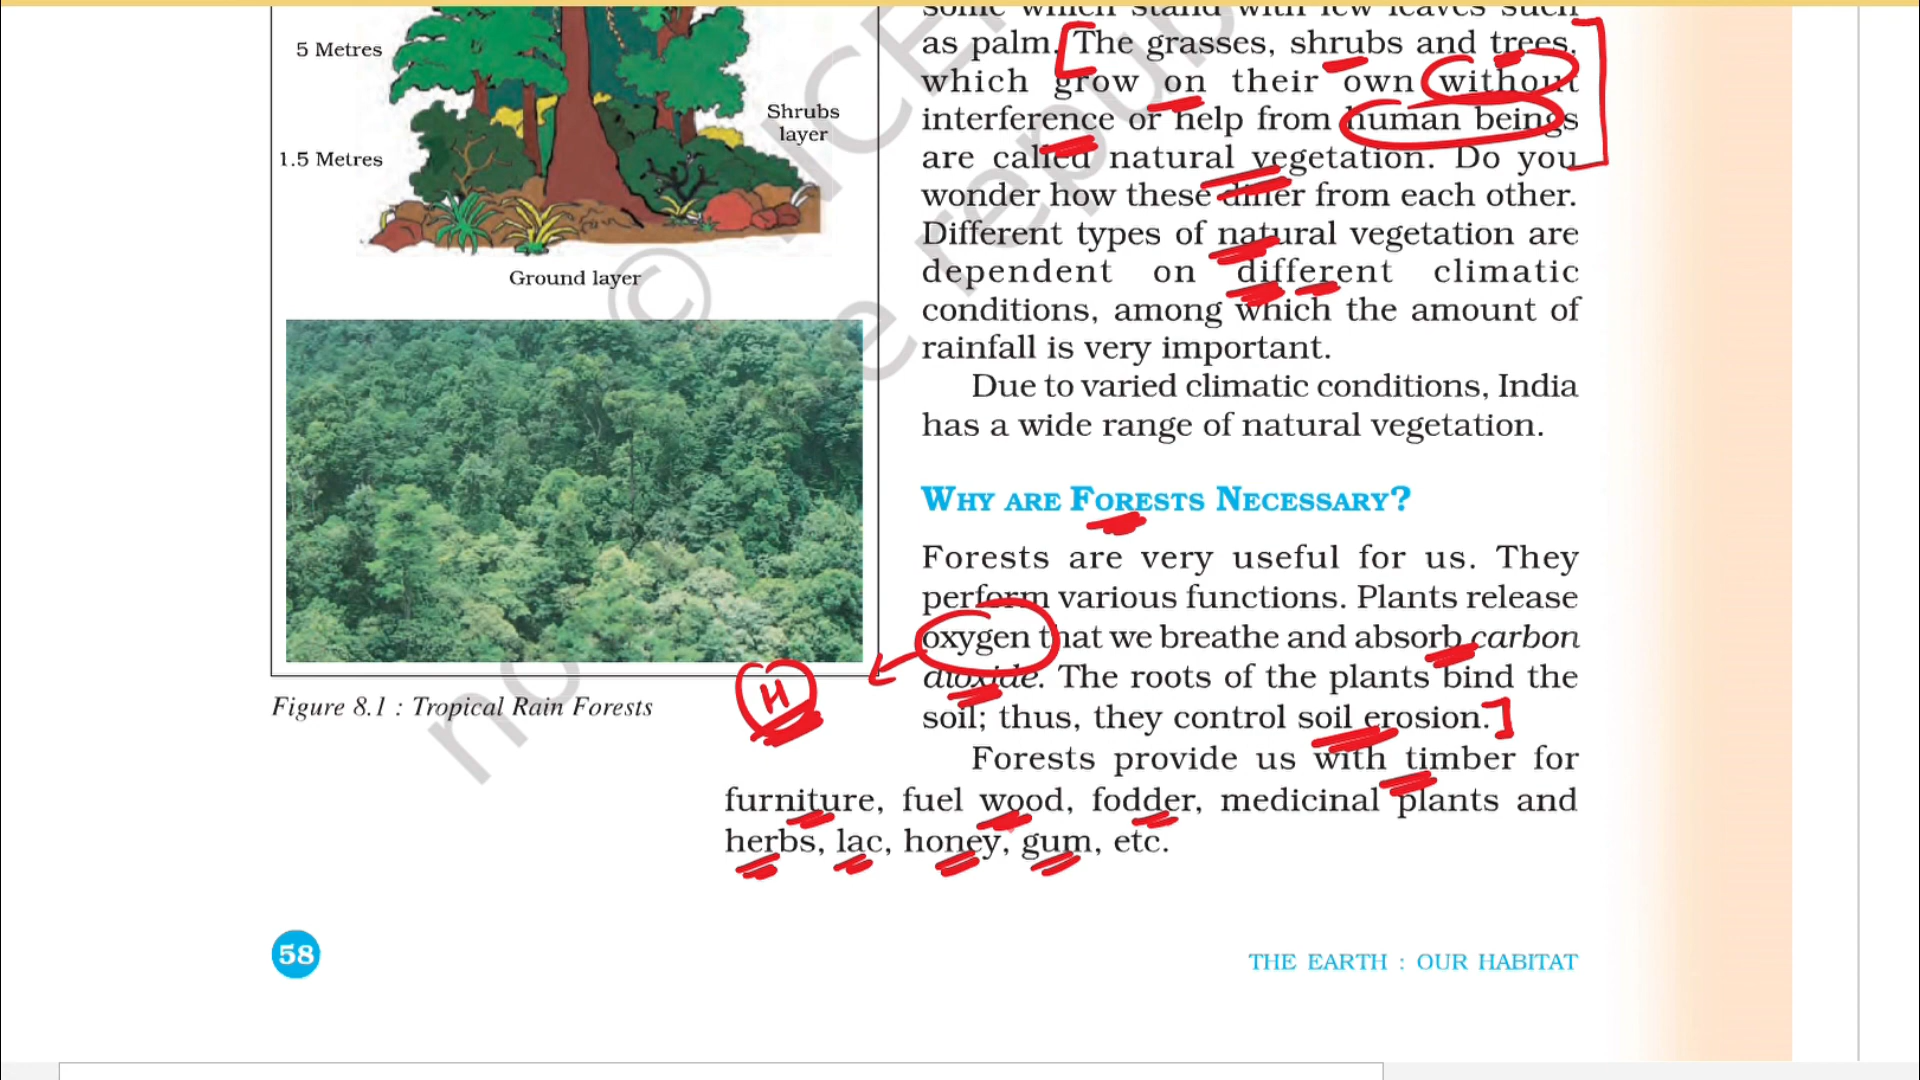 5 Metres
Shrubs
layer
1.5 Metres
Ground layer
Figure 8.1 : Tropical Rain Forests
some which stand with few leaves such
as palm. The grasses, shrubs and trees,
which grow on their own without
interference or help from human beings
are called natural vegetation. Do you
wonder how these differ from each other.
Different types of natural vegetation are
dependent on different climatic
conditions, among which the amount of
rainfall is very important.
Due to varied climatic conditions, India
has a wide range of natural vegetation.
WHY ARE FORESTS NECESSARY?
Forests are very useful for us. They
perform various functions. Plants release
oxygen that we breathe and absorb carbon
dioxide. The roots of the plants bind the
soil; thus, they control soil erosion.
H
Forests provide us with timber for
furniture, fuel wood, fodder, medicinal plants and
herbs, lac, honey, gum, etc.
58
THE EARTH : OUR HABITAT